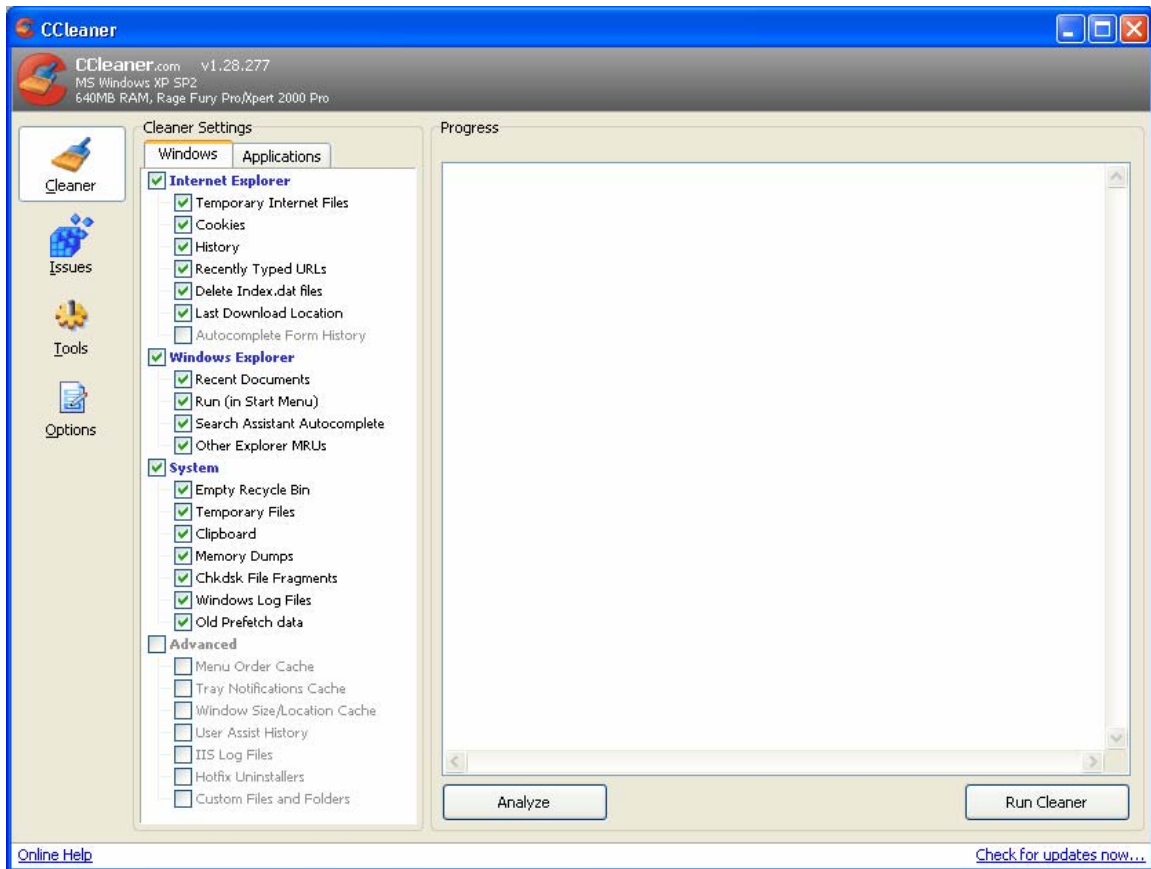 CCleaner
CCleaner.com v1.28.277
MS Windows XP SP2
640MB RAM, Rage Fury Pro/Xpert 2000 Pro
Cleaner
Issues
Tools
Options
Cleaner Settings
Windows Applications
Internet Explorer
Temporary Internet Files
Cookies
History
Recently Typed URLs
Delete Index.dat files
Last Download Location
Autocomplete Form History
Windows Explorer
Recent Documents
Run (in Start Menu)
Search Assistant Autocomplete
Other Explorer MRUs
System
Empty Recycle Bin
Temporary Files
Clipboard
Memory Dumps
Chkdsk File Fragments
Windows Log Files
Old Prefetch data
Advanced
Menu Order Cache
Tray Notifications Cache
Window Size/Location Cache
User Assist History
IIS Log Files
Hotfix Uninstallers
Custom Files and Folders
Progress
Analyze
Run Cleaner
Online Help
Check for updates now...